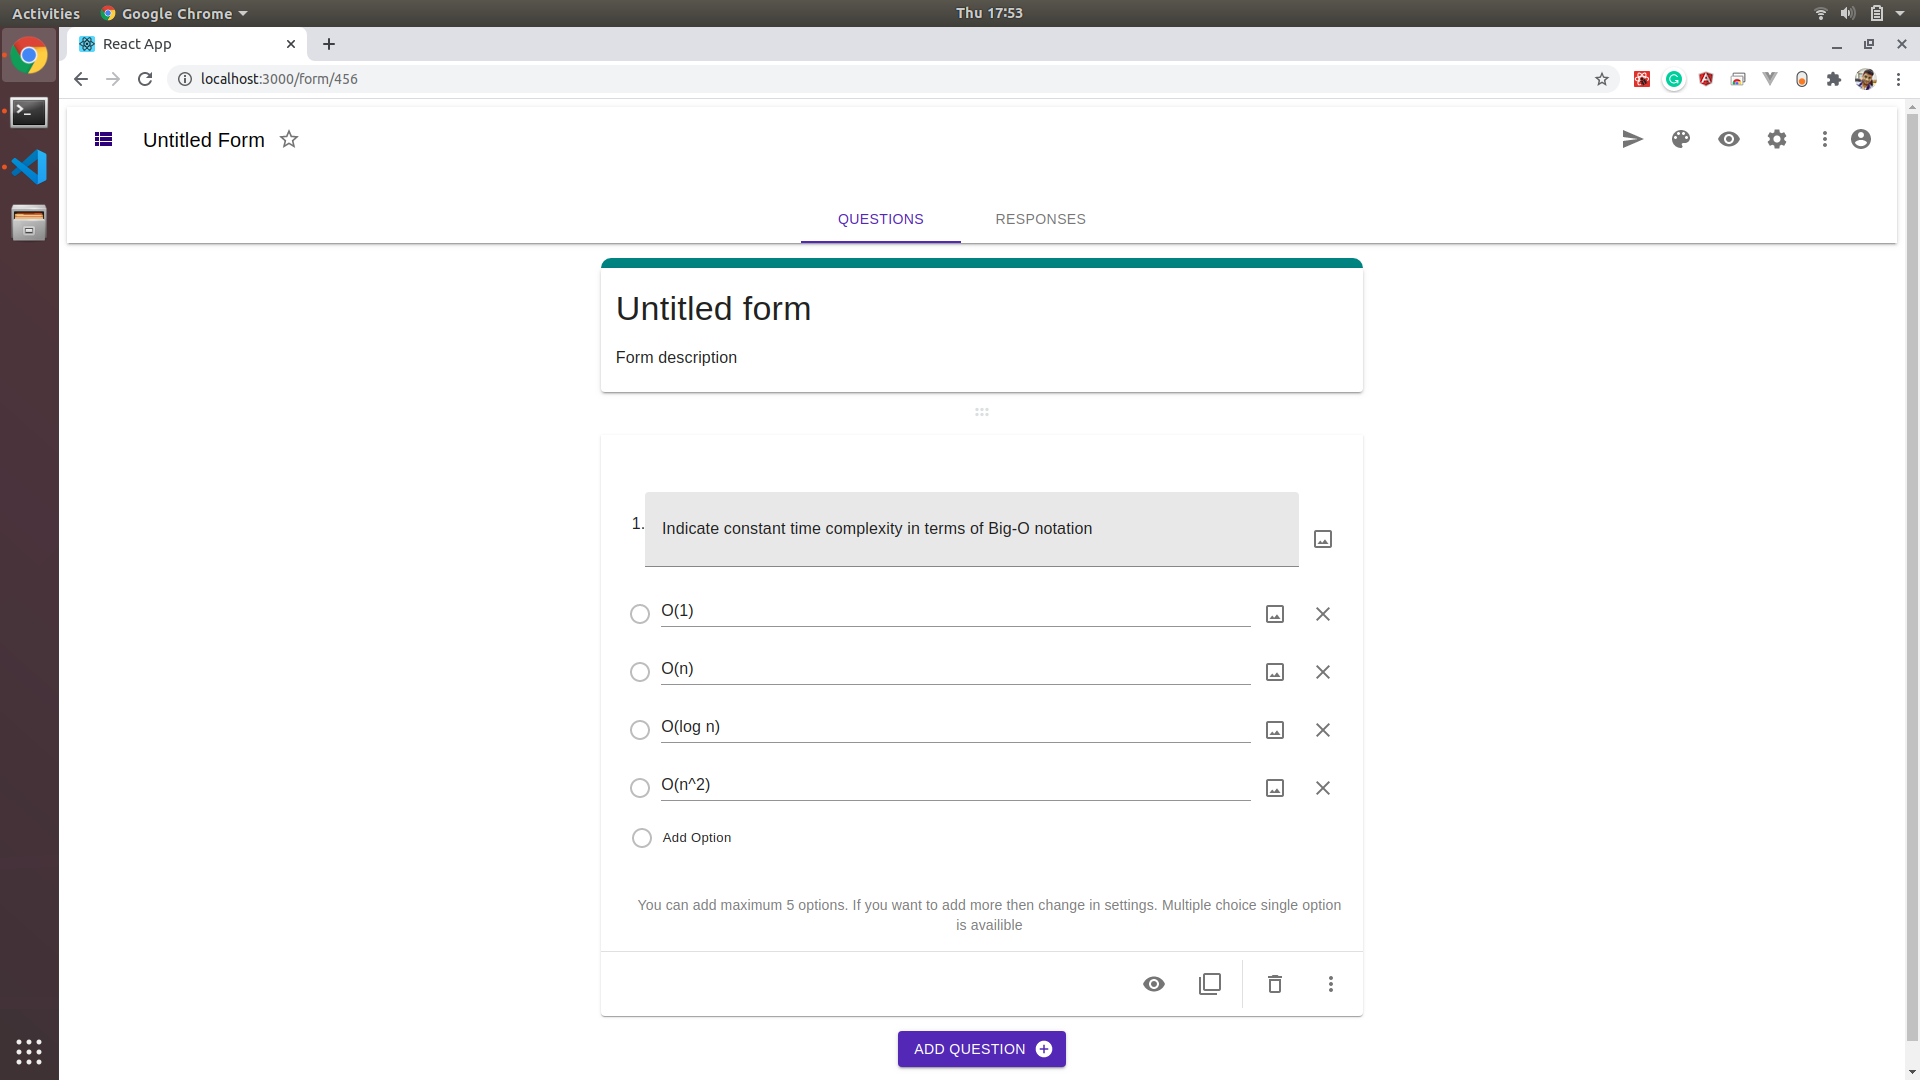 Activities
Google Chrome
Thu 17:53
React App
localhost:3000/form/456
Untitled Form
QUESTIONS
RESPONSES
Untitled form
Form description
1.
Indicate constant time complexity in terms of Big-O notation
O(1)
O(n)
O(log n)
O(n^2)
Add Option
You can add maximum 5 options. If you want to add more then change in settings. Multiple choice single option
is availible
ADD QUESTION